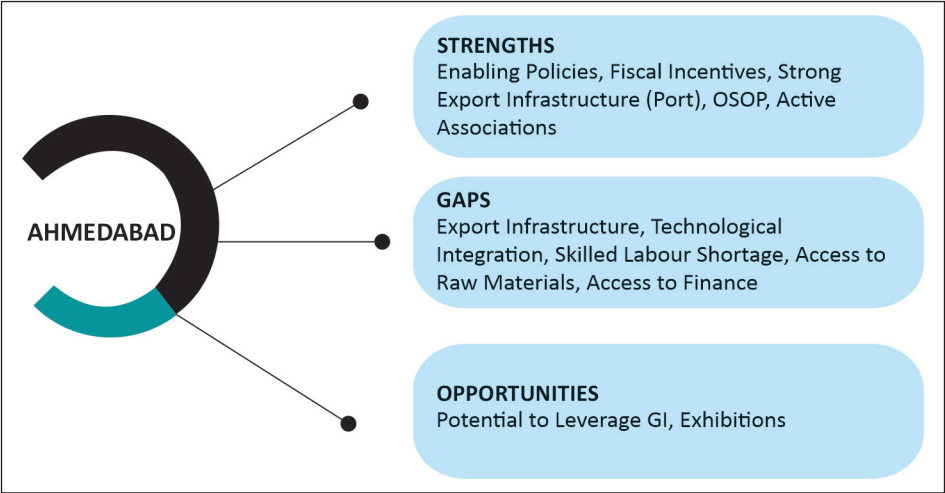 AHMEDABAD
STRENGTHS
Enabling Policies, Fiscal Incentives, Strong
Export Infrastructure (Port), OSOP, Active
Associations
GAPS
Export Infrastructure, Technological
Integration, Skilled Labour Shortage, Access to
Raw Materials, Access to Finance
OPPORTUNITIES
Potential to Leverage GI, Exhibitions